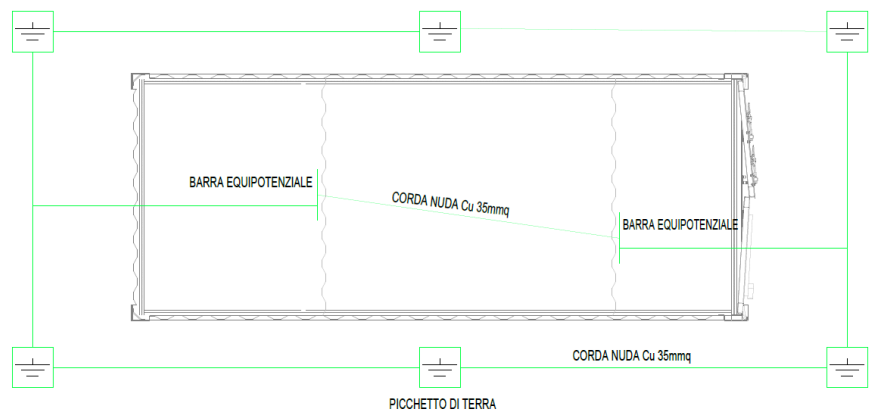 BARRA EQUIPOTENZIALE
CORDA NUDA Cu 35mmq
BARRA EQUIPOTENZIALE
CORDA NUDA Cu 35mmq
PICCHETTO DI TERRA